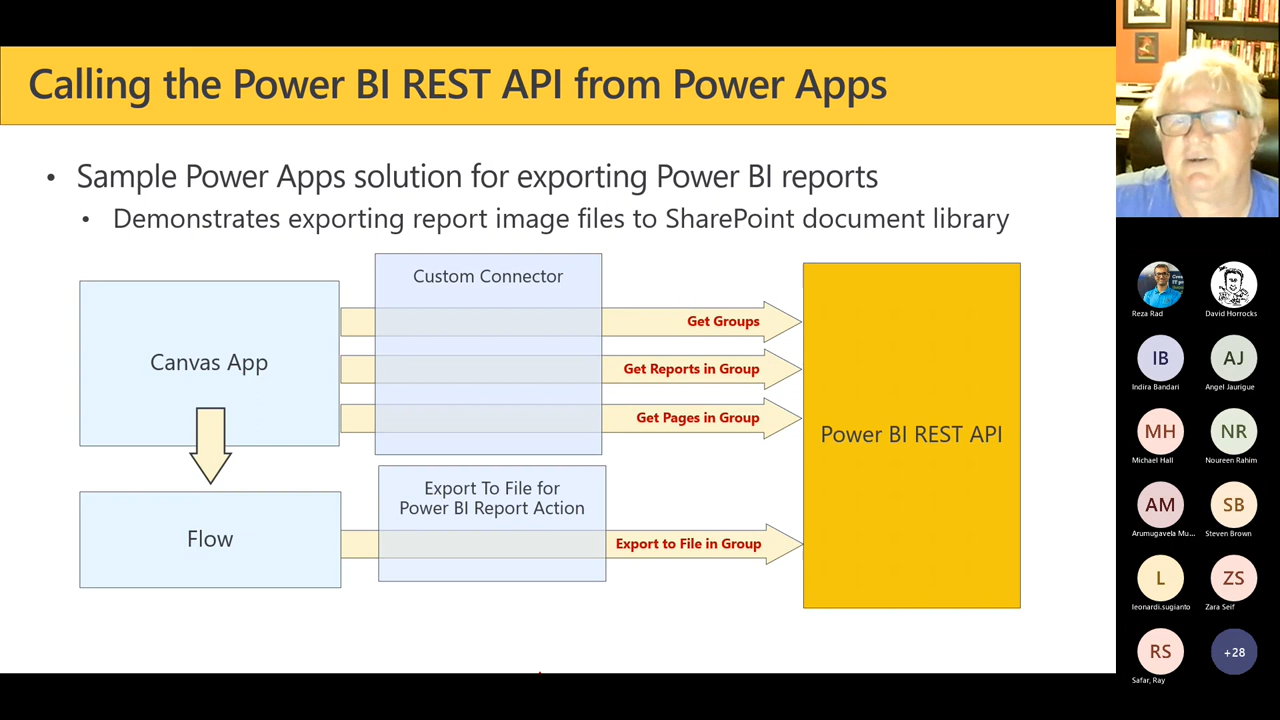 Calling the Power BI REST API from Power Apps
• Sample Power Apps solution for exporting Power BI reports
• Demonstrates exporting report image files to SharePoint document library
Custom Connector
Canvas App
Get Groups
Get Reports in Group
Get Pages in Group
Power BI REST API
Export To File for
Power BI Report Action
Flow
Export to File in Group
Reza Rad
David Horrocks
IB
AJ
Indira Bandari
Angel Jaurigue
MH
NR
Michael Hall
Noureen Rahim
AM
SB
Arumugavela Mu...
Steven Brown
L
ZS
leonardi.sugianto
Zara Seif
RS
+28
Safar, Ray